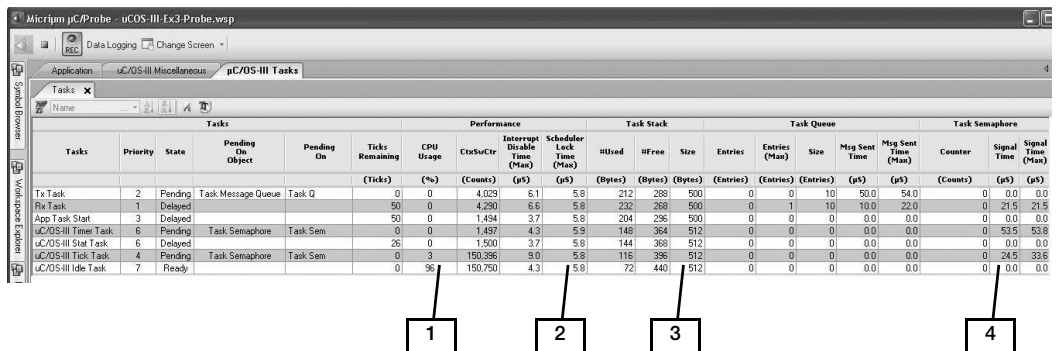 Micriµm µC/Probe - uCOS-III-Ex3-Probe.wsp
REC Data Logging Change Screen
Application uC/OS-III Miscellaneous µC/OS-III Tasks
Symbol Browser
Workspace Explorer
Tasks X
Name ...
Tasks Performance Task Stack Task Queue Task Semaphore
Tasks Priority State Pending On Object Pending On Ticks Remaining CPU Usage CtxSwCtr Interrupt Disable Time (Max) Scheduler Lock Time (Max) #Used #Free Size Entries Entries (Max) Size Msg Sent Time Msg Sent Time (Max) Counter Signal Time Signal Time (Max)
(Ticks) (%) (Counts) (µS) (µS) (Bytes) (Bytes) (Bytes) (Entries) (Entries) (Entries) (µS) (µS) (Counts) (µS) (µS)
Tx Task 2 Pending Task Message Queue Task Q 0 0 4,029 6.1 5.8 212 288 500 0 0 10 50.0 54.0 0 0.0 0.0
Rx Task 1 Delayed 50 0 4,290 6.6 5.8 232 268 500 0 1 10 10.0 22.0 0 21.5 21.5
App Task Start 3 Delayed 50 0 1,494 3.7 5.8 204 296 500 0 0 0 0.0 0.0 0 0.0 0.0
uC/OS-III Timer Task 6 Pending Task Semaphore Task Sem 0 0 1,497 4.3 5.9 148 364 512 0 0 0 0.0 0.0 0 53.5 53.8
uC/OS-III Stat Task 6 Delayed 26 0 1,500 3.7 5.8 144 368 512 0 0 0 0.0 0.0 0 0.0 0.0
uC/OS-III Tick Task 4 Pending Task Semaphore Task Sem 0 3 150,396 9.0 5.8 116 396 512 0 0 0 0.0 0.0 0 24.5 33.6
uC/OS-III Idle Task 7 Ready 0 96 150,750 4.3 5.8 72 440 512 0 0 0 0.0 0.0 0 0.0 0.0
1 2 3 4